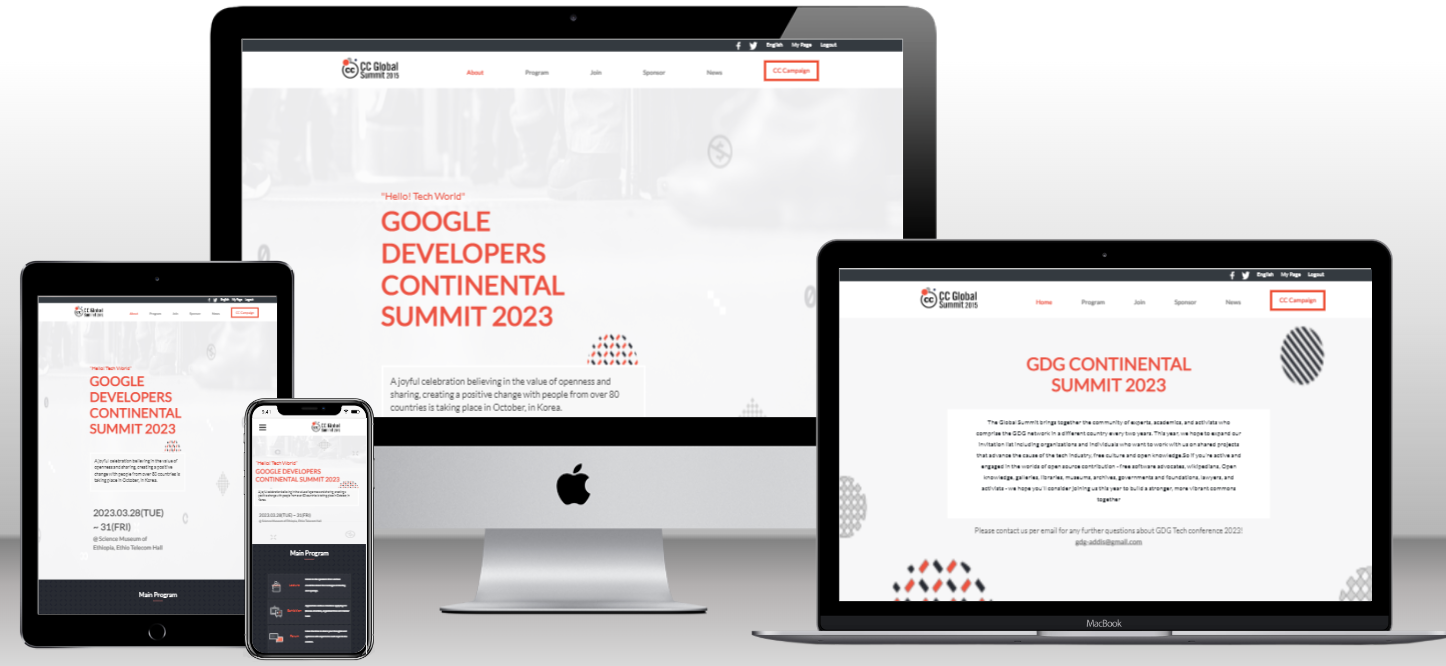 English My Page Logout
CC Global
Summit 2015
About Program Join Sponsor News CC Campaign
"Hello! Tech World"
GOOGLE
DEVELOPERS
CONTINENTAL
SUMMIT 2023
A joyful celebration believing in the value of openness and
sharing, creating a positive change with people from over 80
countries is taking place in October, in Korea.
English My Page Logout
CC Global
Summit 2015
About Program Join Sponsor News CC Campaign
"Hello! Tech World"
GOOGLE
DEVELOPERS
CONTINENTAL
SUMMIT 2023
A joyful celebration believing in the value of
openness and sharing, creating a positive
change with people from over 80 countries is
taking place in October, in Korea.
2023.03.28(TUE)
~ 31(FRI)
@Science Museum of
Ethiopia, Ethio Telecom Hall
Main Program
9:41
CC Global
Summit 2015
"Hello! Tech World"
GOOGLE DEVELOPERS
CONTINENTAL SUMMIT 2023
2023.03.28(TUE) ~ 31(FRI)
Main Program
English My Page Logout
CC Global
Summit 2015
Home Program Join Sponsor News CC Campaign
GDG CONTINENTAL
SUMMIT 2023
The Global Summit brings together the community of experts, academics, and activists who
comprise the GDG network in a different country every two years. This year, we hope to expand our
invitation list including organizations and individuals who want to work with us on shared projects
that advance the cause of the tech industry, free culture and open knowledge.So if you're active and
engaged in the worlds of open source contribution - free software advocates, wikipedians, Open
knowledge, galleries, libraries, museums, archives, governments and foundations, lawyers, and
activists - we hope you'll consider joining us this year to build a stronger, more vibrant commons
together
Please contact us per email for any further questions about GDG Tech conference 2023!
gdg-addis@gmail.com
MacBook